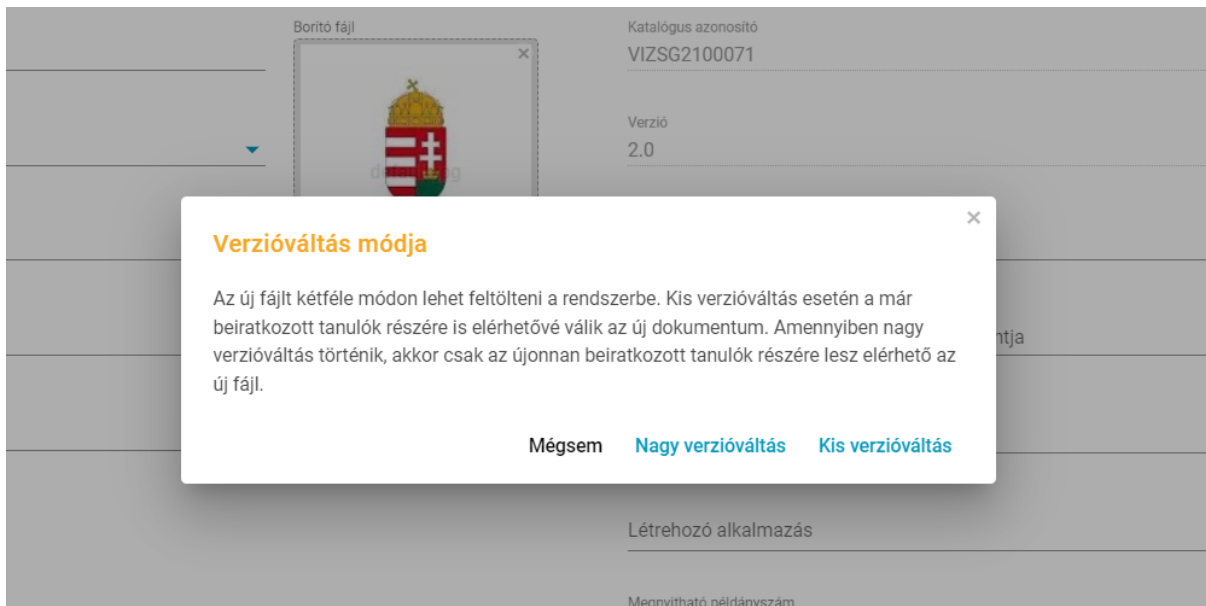 Borító fájl
Katalógus azonosító
VIZSG2100071
Verzió
2.0
Verzióváltás módja
Az új fájlt kétféle módon lehet feltölteni a rendszerbe. Kis verzióváltás esetén a már
beiratkozott tanulók részére is elérhetővé válik az új dokumentum. Amennyiben nagy
verzióváltás történik, akkor csak az újonnan beiratkozott tanulók részére lesz elérhető az
új fájl.
ntja
Mégsem
Nagy verzióváltás
Kis verzióváltás
Létrehozó alkalmazás
Megnyitható példányszám